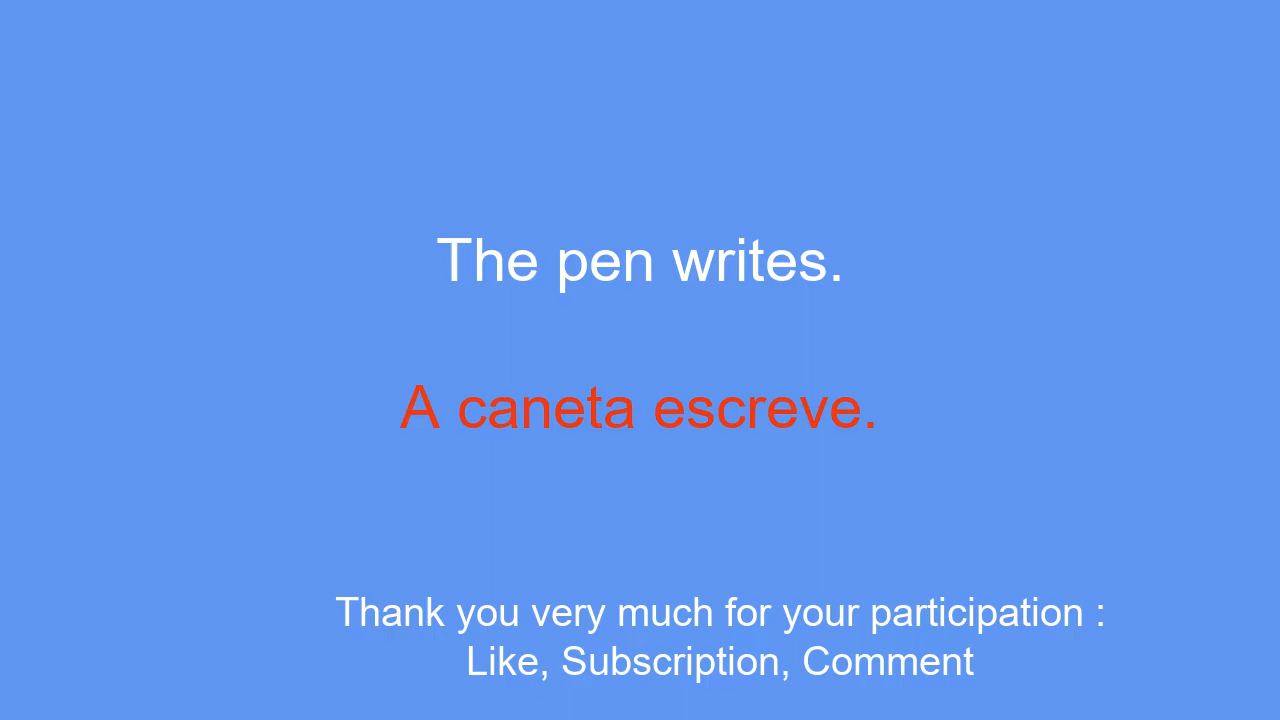 The pen writes.
A caneta escreve.
Thank you very much for your participation :
Like, Subscription, Comment